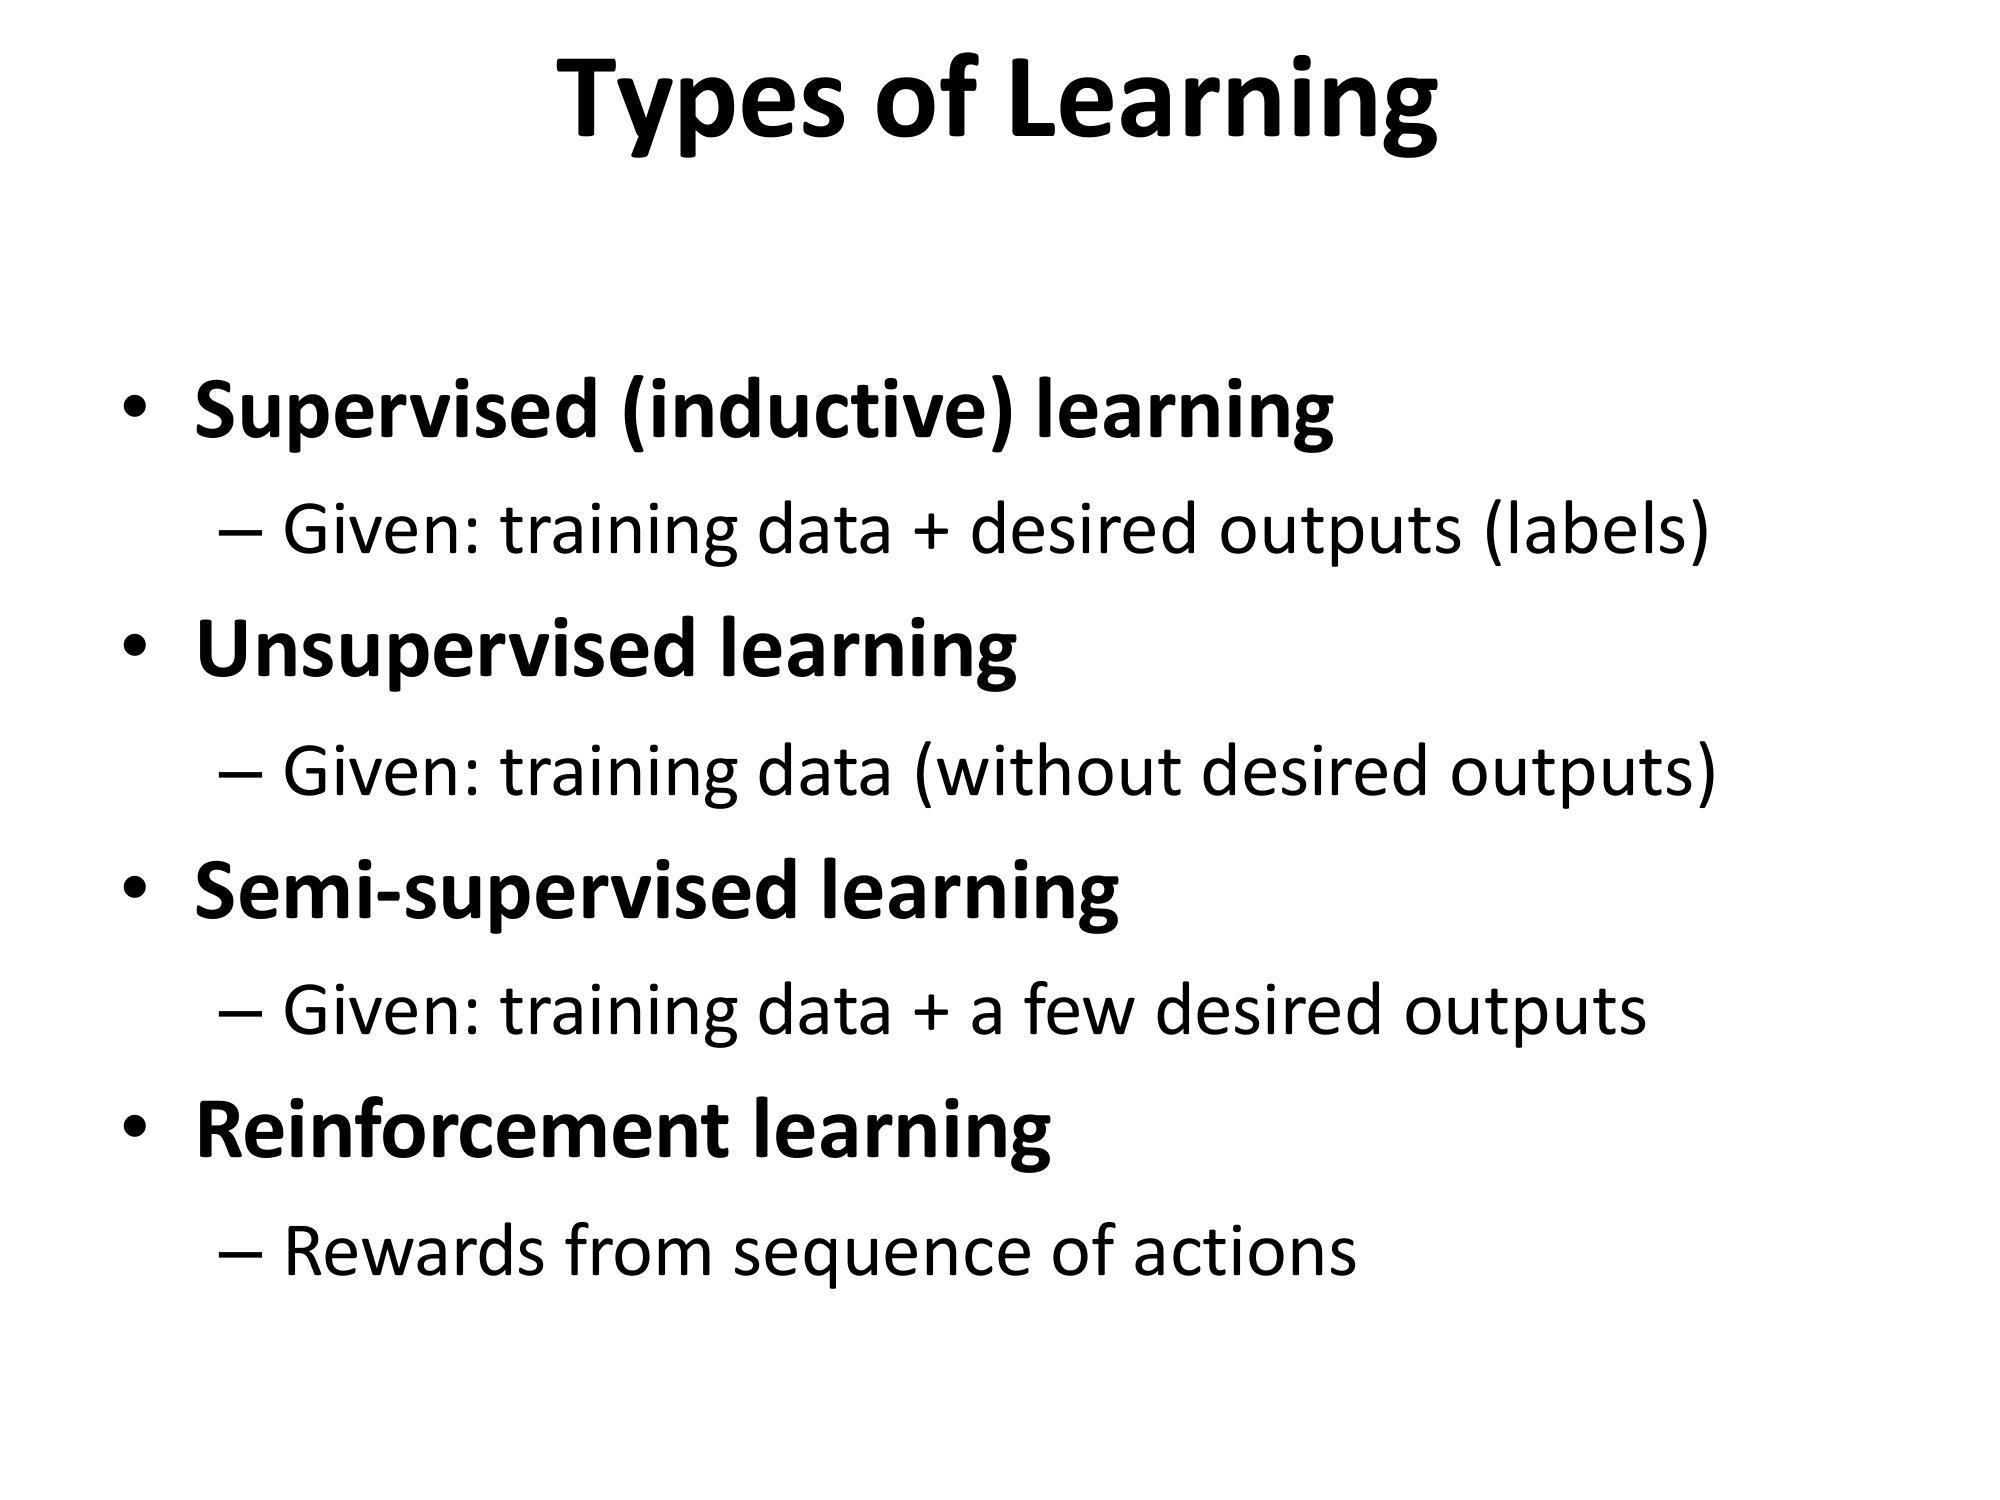 Types of Learning
• Supervised (inductive) learning
– Given: training data + desired outputs (labels)
• Unsupervised learning
– Given: training data (without desired outputs)
• Semi-supervised learning
– Given: training data + a few desired outputs
• Reinforcement learning
– Rewards from sequence of actions